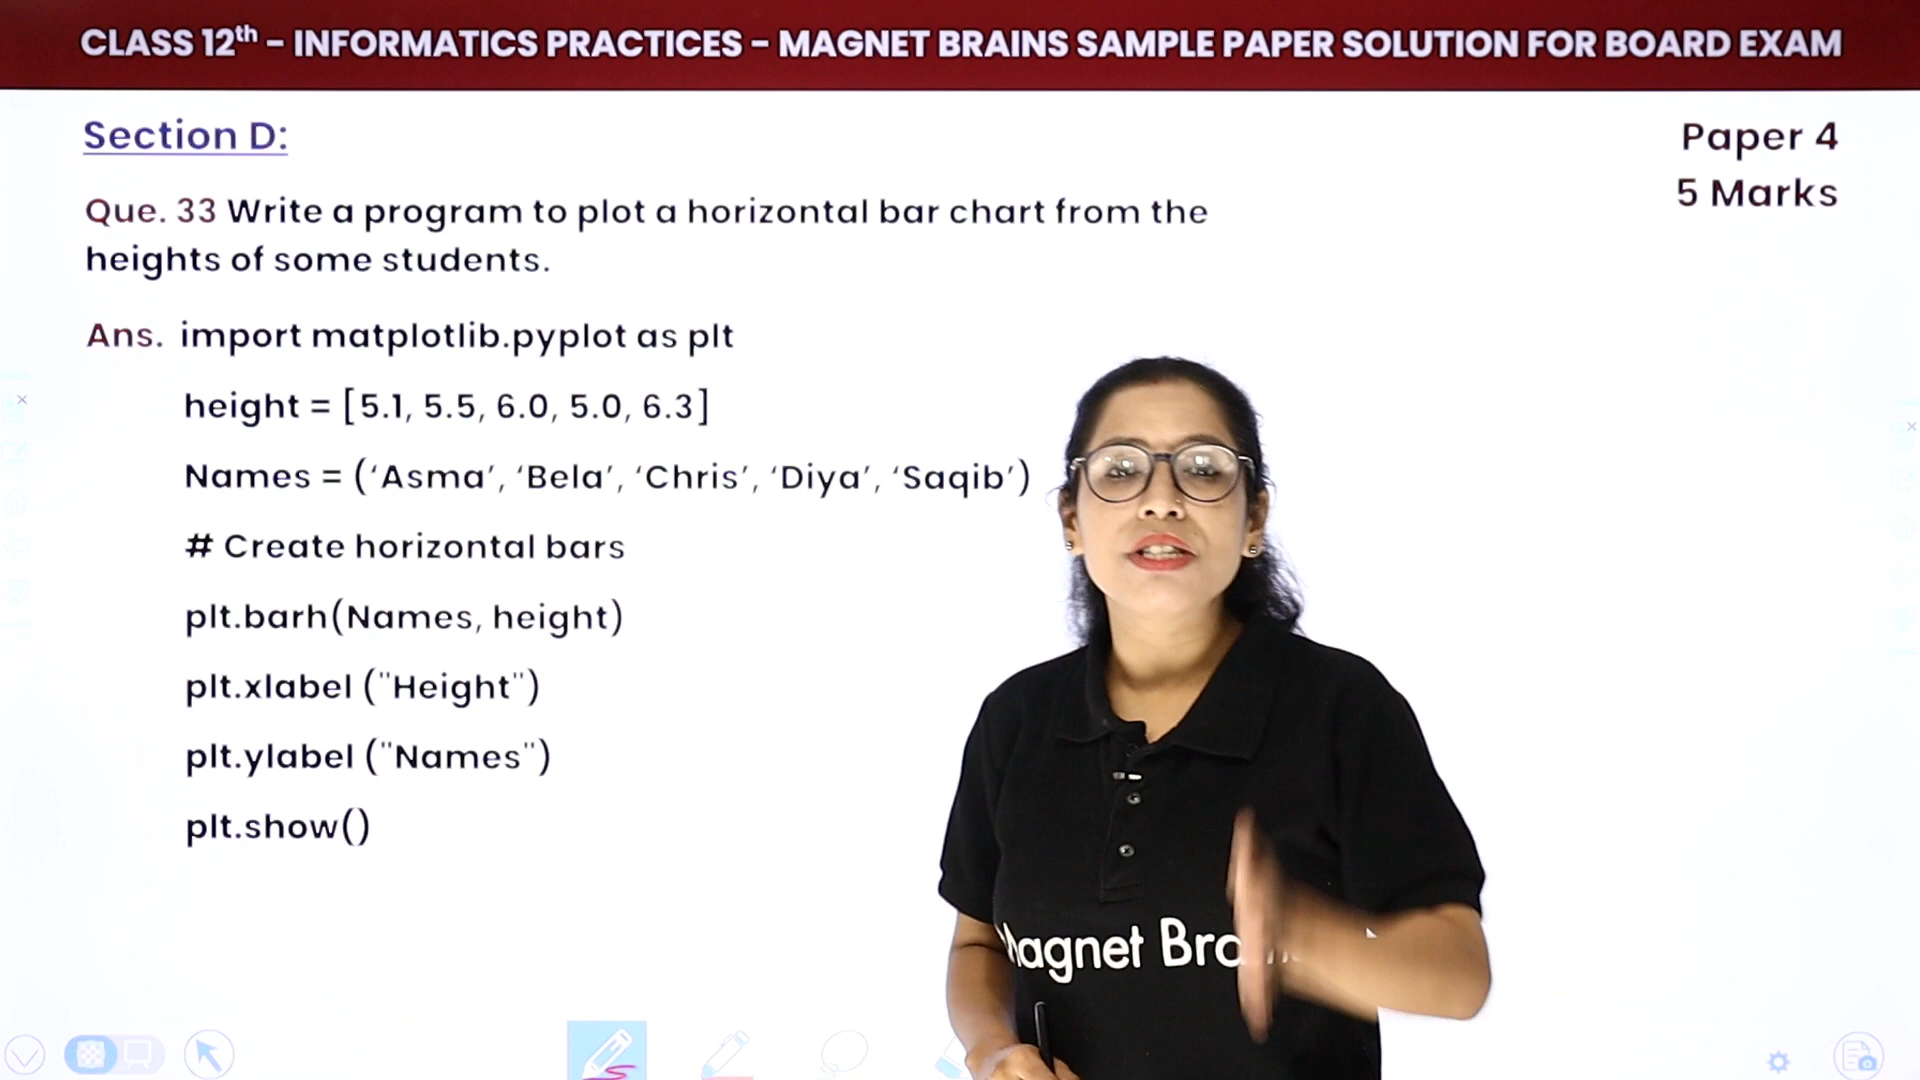 CLASS 12th – INFORMATICS PRACTICES – MAGNET BRAINS SAMPLE PAPER SOLUTION FOR BOARD EXAM
Section D:
Paper 4
5 Marks
Que. 33 Write a program to plot a horizontal bar chart from the
heights of some students.
Ans. import matplotlib.pyplot as plt
height = [5.1, 5.5, 6.0, 5.0, 6.3]
Names = (‘Asma’, ‘Bela’, ‘Chris’, ‘Diya’, ‘Saqib’)
# Create horizontal bars
plt.barh(Names, height)
plt.xlabel ("Height")
plt.ylabel ("Names")
plt.show()
Magnet